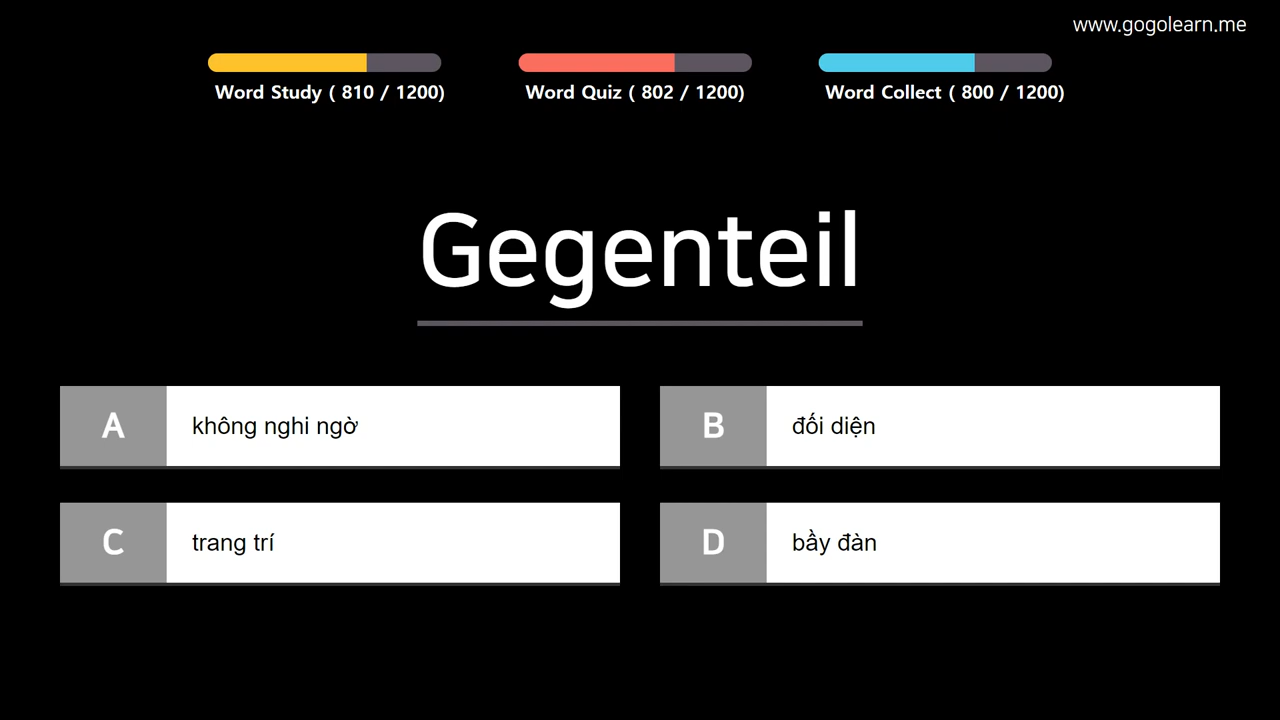 www.gogolearn.me
Word Study ( 810 / 1200)
Word Quiz ( 802 / 1200)
Word Collect ( 800 / 1200)
Gegenteil
A
không nghi ngờ
B
đối diện
C
trang trí
D
bầy đàn